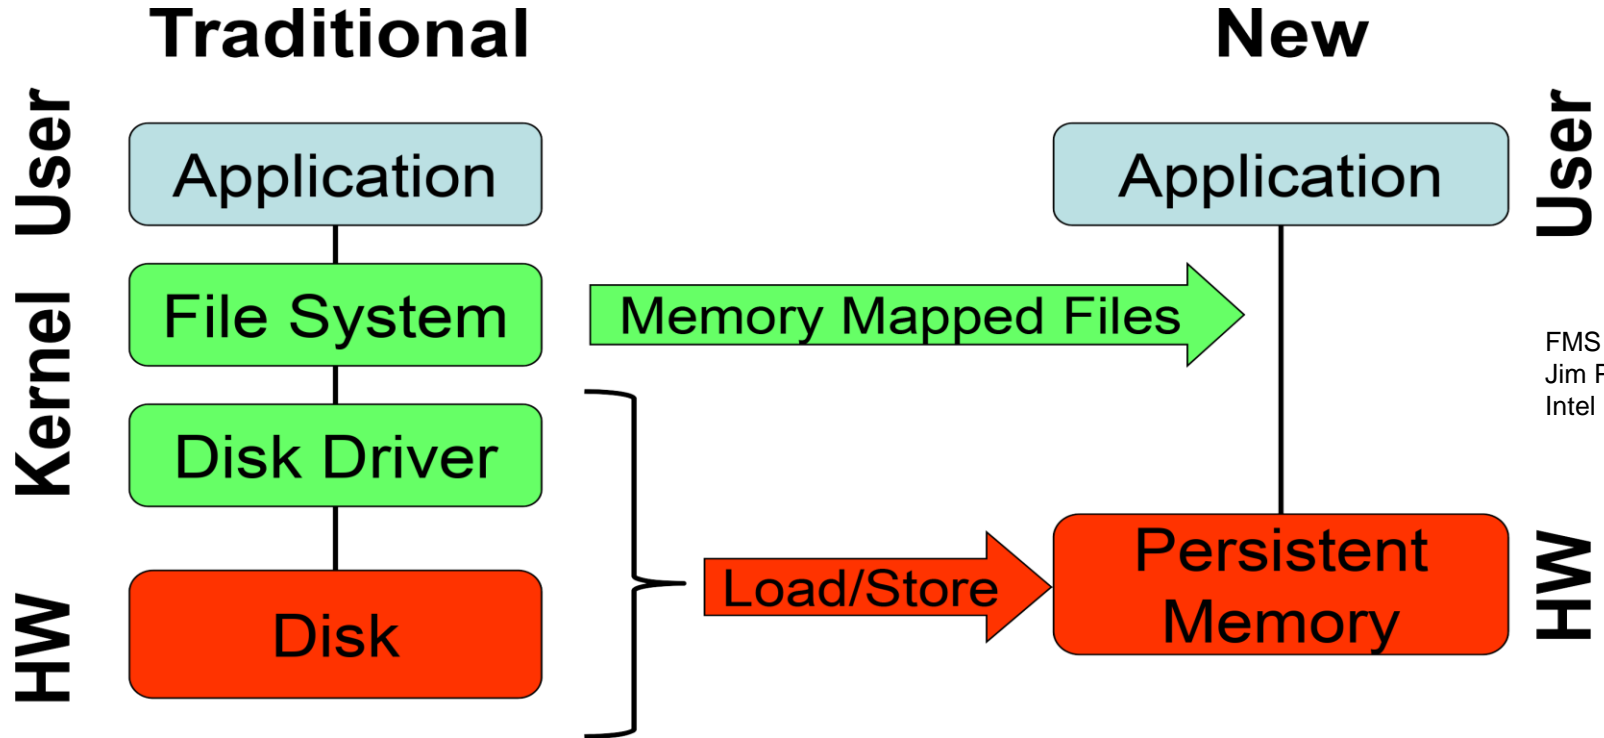 Traditional
New
User
Application
Application
User
Kernel
File System
Memory Mapped Files
FMS
Jim
Intel
Disk Driver
HW
Disk
Load/Store
Persistent
Memory
HW